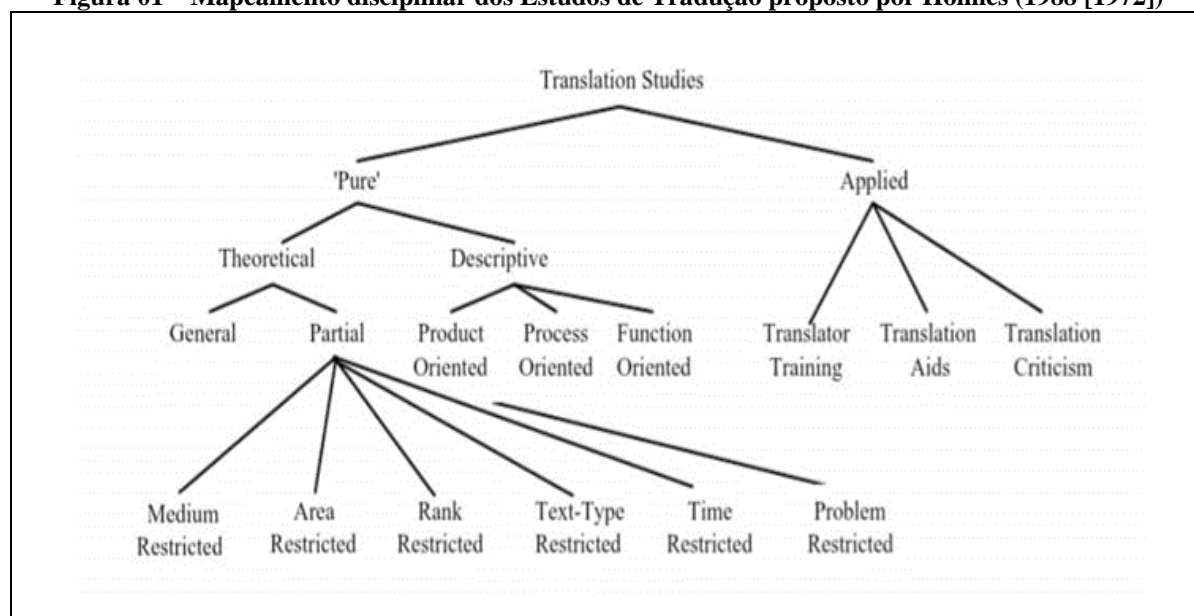 Figura 01 – Mapeamento disciplinar dos Estudos de Tradução proposto por Holmes (1988 [1972])
Translation Studies
'Pure' Applied
Theoretical Descriptive
General Partial Product Process Function Translator Translation Translation
Oriented Oriented Oriented Training Aids Criticism
Medium Area Rank Text-Type Time Problem
Restricted Restricted Restricted Restricted Restricted Restricted